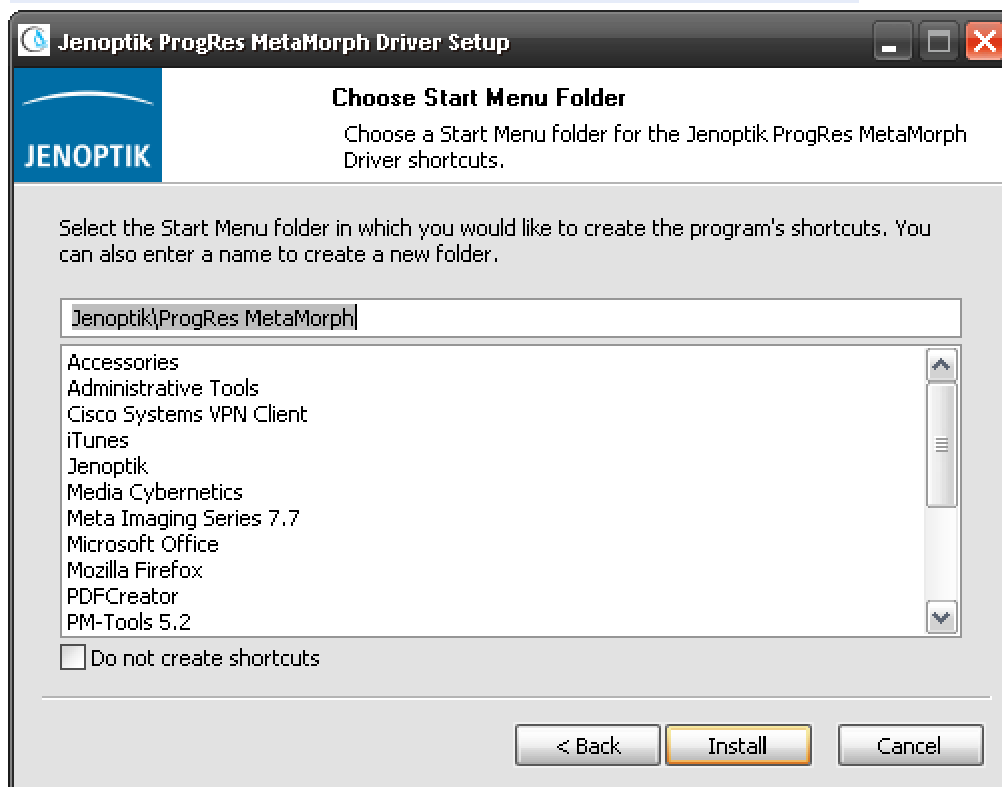 Jenoptik ProgRes MetaMorph Driver Setup
JENOPTIK
Choose Start Menu Folder
Choose a Start Menu folder for the Jenoptik ProgRes MetaMorph
Driver shortcuts.
Select the Start Menu folder in which you would like to create the program's shortcuts. You
can also enter a name to create a new folder.
Jenoptik\ProgRes MetaMorph
Accessories
Administrative Tools
Cisco Systems VPN Client
iTunes
Jenoptik
Media Cybernetics
Meta Imaging Series 7.7
Microsoft Office
Mozilla Firefox
PDFCreator
PM-Tools 5.2
Do not create shortcuts
< Back
Install
Cancel